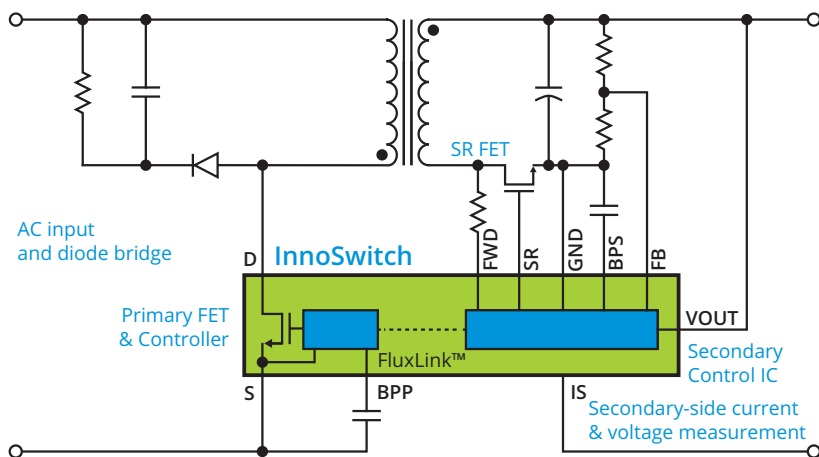 SR FET
AC input
and diode bridge
D
InnoSwitch
FWD
SR
GND
BPS
FB
VOUT
Primary FET
& Controller
FluxLink™
Secondary
Control IC
S
BPP
IS
Secondary-side current
& voltage measurement